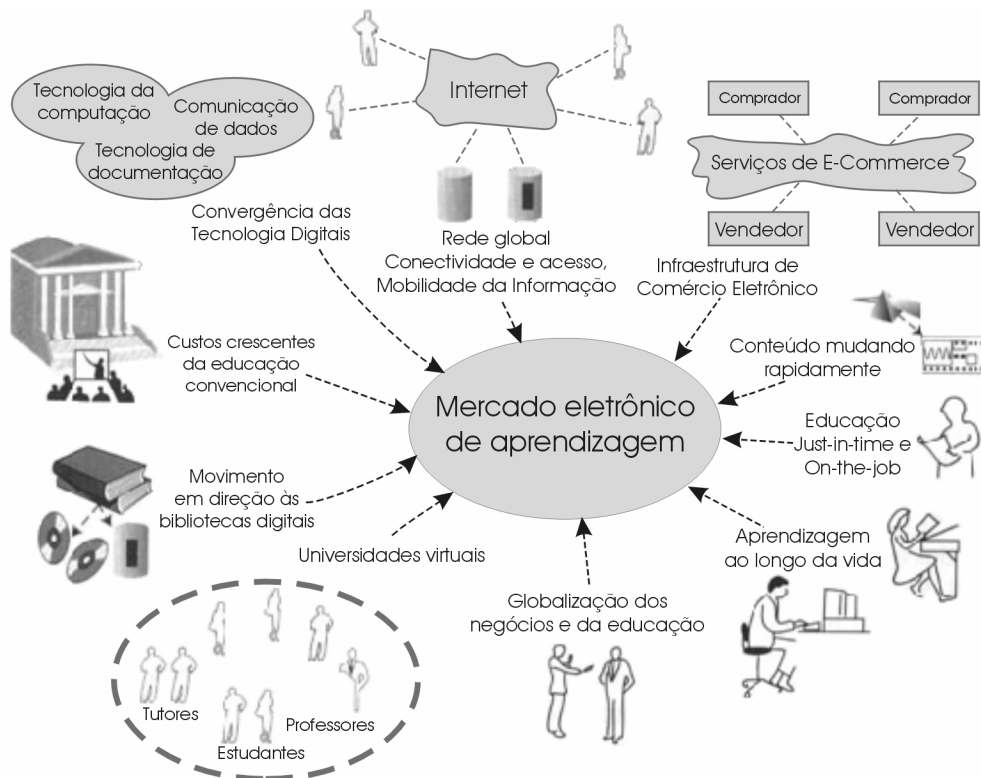 Tecnologia da
computação
Comunicação
de dados
Tecnologia de
documentação
Internet
Comprador
Comprador
Serviços de E-Commerce
Vendedor
Vendedor
Convergência das
Tecnologia Digitais
Rede global
Conectividade e acesso,
Mobilidade da Informação
Infraestrutura de
Comércio Eletrônico
Custos crescentes
da educação
convencional
Conteúdo mudando
rapidamente
Mercado eletrônico
de aprendizagem
Educação
Just-in-time e
On-the-job
Movimento
em direção às
bibliotecas digitais
Universidades virtuais
Aprendizagem
ao longo da vida
Globalização dos
negócios e da educação
Tutores
Estudantes
Professores